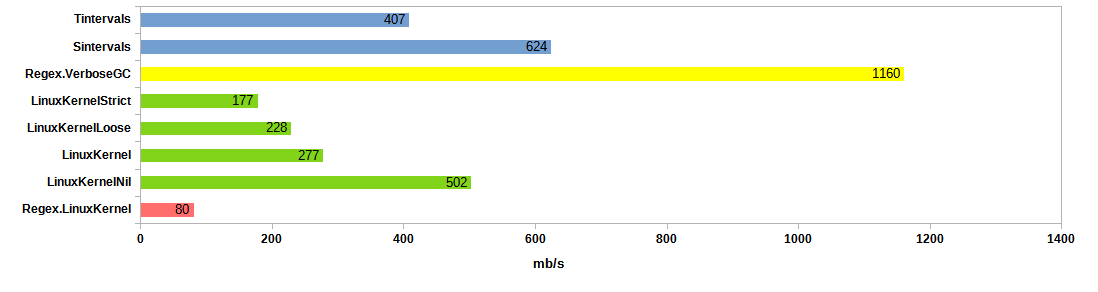 Tintervals 407
Sintervals 624
Regex.VerboseGC 1160
LinuxKernelStrict 177
LinuxKernelLoose 228
LinuxKernel 277
LinuxKernelNil 502
Regex.LinuxKernel 80
0 200 400 600 800 1000 1200 1400
mb/s